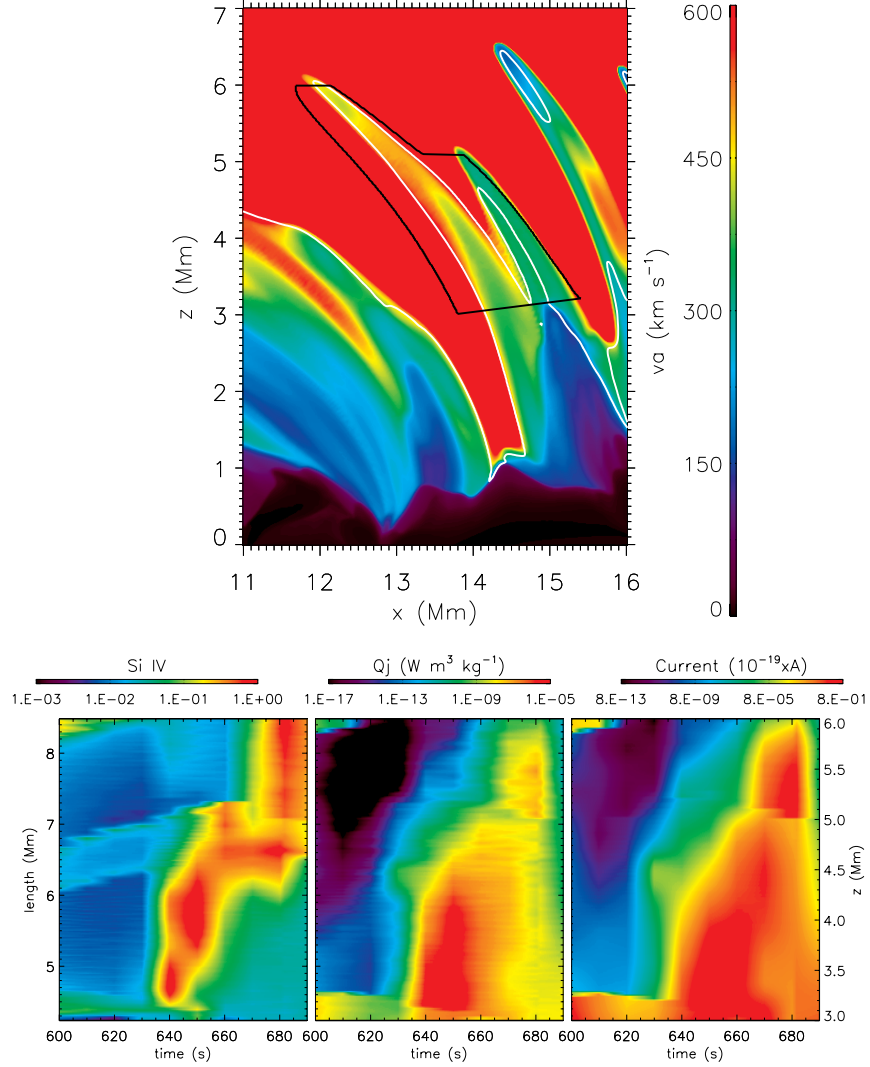 7
6
5
4
3
2
1
0
z (Mm)
11 12 13 14 15 16
x (Mm)
600
450
300
150
0
va (km s⁻¹)
Si IV
1.E−03 1.E−02 1.E−01 1.E+00
Qj (W m³ kg⁻¹)
1.E−17 1.E−13 1.E−09 1.E−05
Current (10⁻¹⁹xA)
8.E−13 8.E−09 8.E−05 8.E−01
8
7
6
5
length (Mm)
600 620 640 660 680
time (s)
600 620 640 660 680
time (s)
6.0
5.5
5.0
4.5
4.0
3.5
3.0
z (Mm)
600 620 640 660 680
time (s)